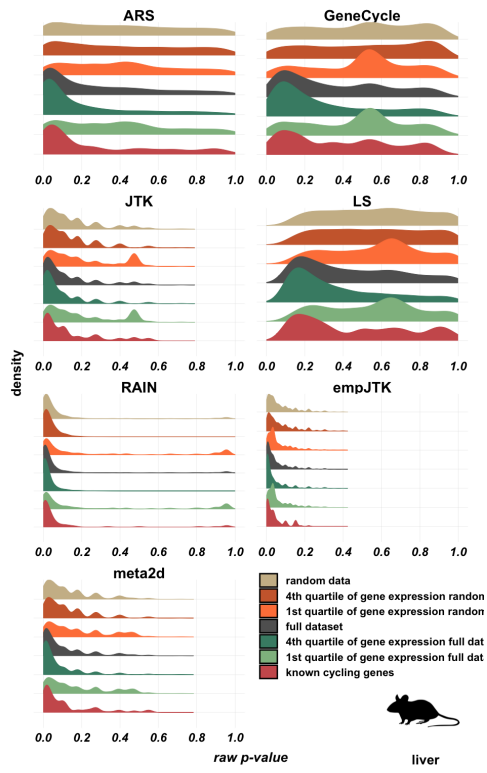 ARS GeneCycle
0.0 0.2 0.4 0.6 0.8 1.0 0.0 0.2 0.4 0.6 0.8 1.0
JTK LS
0.0 0.2 0.4 0.6 0.8 1.0 0.0 0.2 0.4 0.6 0.8 1.0
density
RAIN empJTK
0.0 0.2 0.4 0.6 0.8 1.0 0.0 0.2 0.4 0.6 0.8 1.0
meta2d
0.0 0.2 0.4 0.6 0.8 1.0
raw p-value
random data
4th quartile of gene expression random
1st quartile of gene expression random
full dataset
4th quartile of gene expression full dat
1st quartile of gene expression full dat
known cycling genes
liver